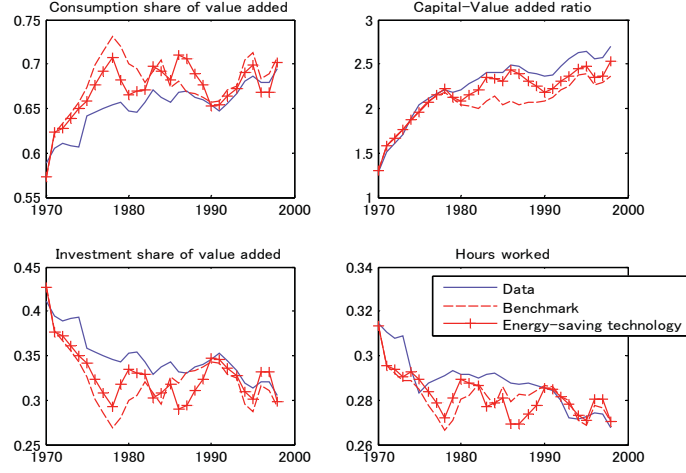 Consumption share of value added
0.75
0.7
0.65
0.6
0.55
1970 1980 1990 2000
Capital-Value added ratio
3
2.5
2
1.5
1
1970 1980 1990 2000
Investment share of value added
0.45
0.4
0.35
0.3
0.25
1970 1980 1990 2000
Hours worked
0.34
0.32
0.3
0.28
0.26
1970 1980 1990 2000
Data
Benchmark
Energy-saving technology